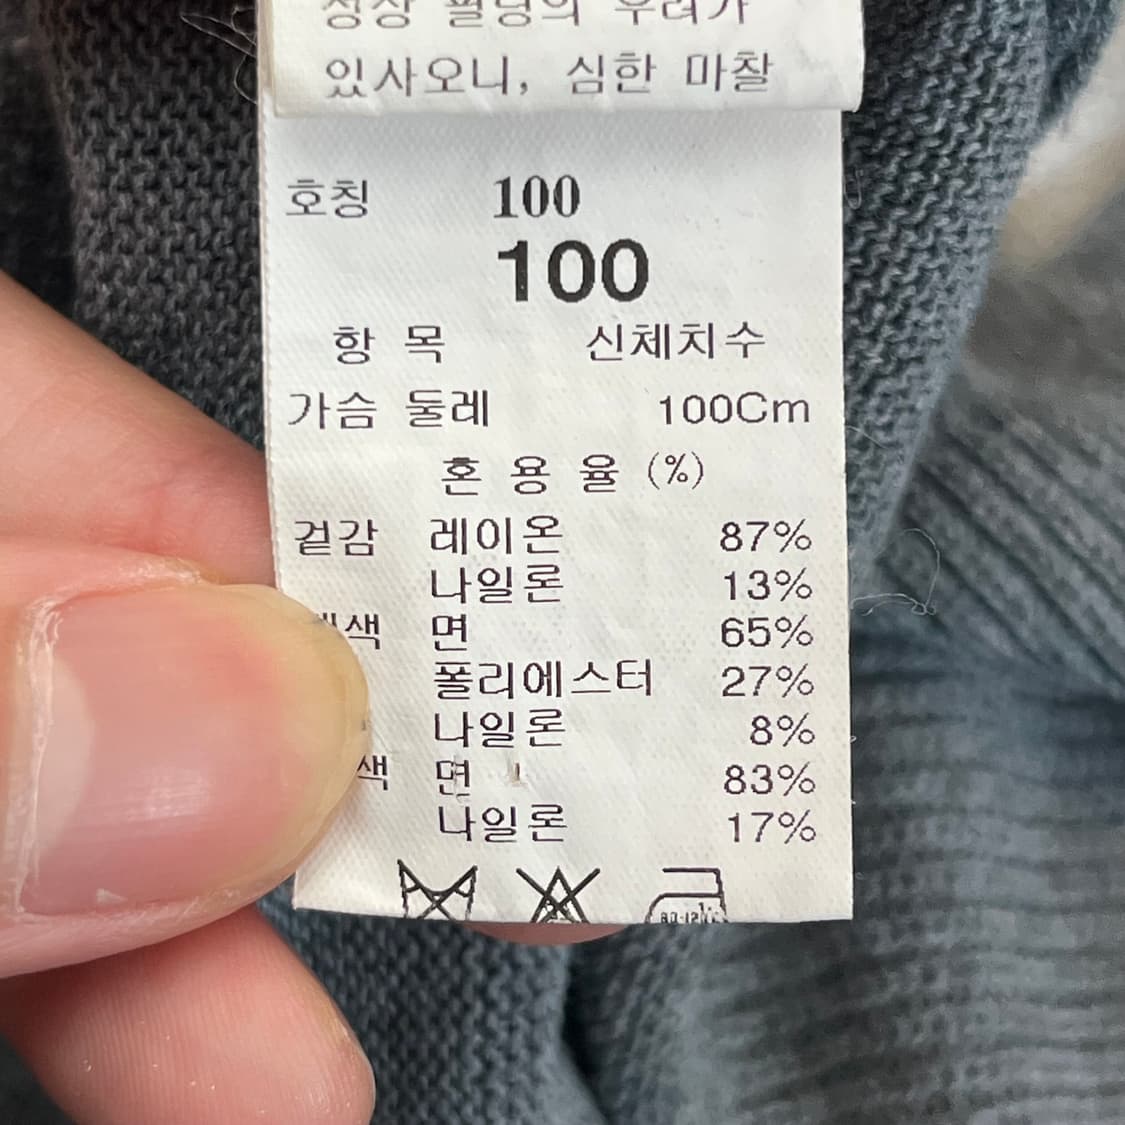 있사오니, 심한 마찰
호칭 100
100
항 목 신체치수
가슴 둘레 100Cm
혼 용 율 (%)
겉감 레이온 87%
나일론 13%
면 65%
폴리에스터 27%
나일론 8%
면 83%
나일론 17%